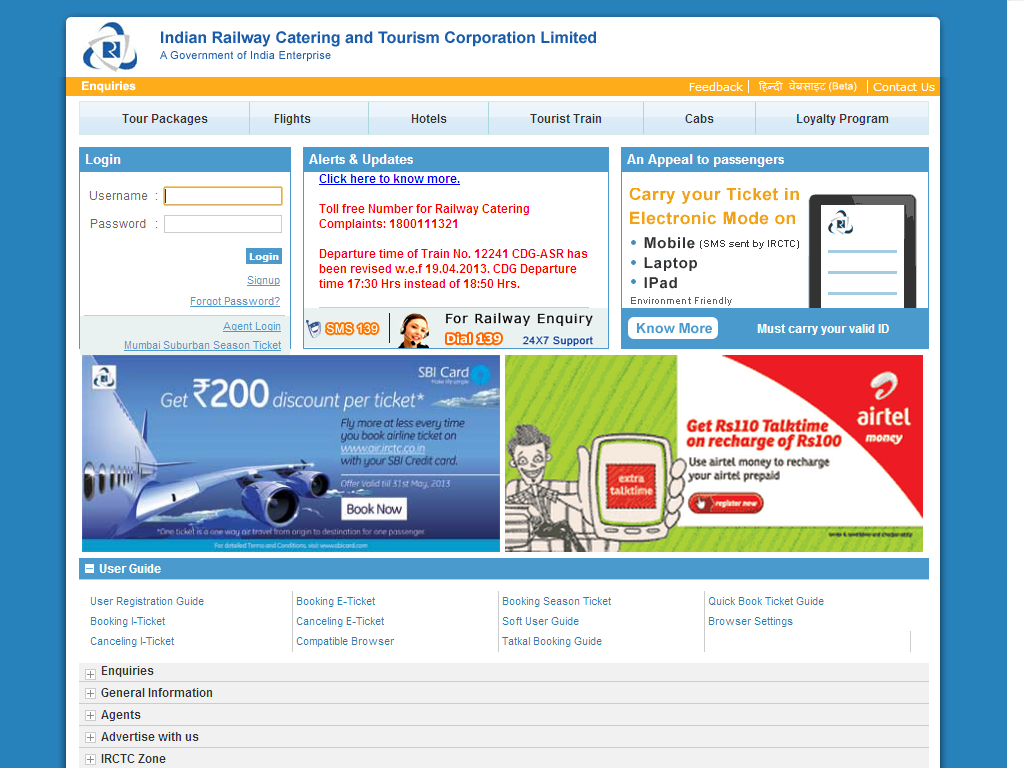 Indian Railway Catering and Tourism Corporation Limited
A Government of India Enterprise
Enquiries
Feedback हिन्दी वेबसाइट (Beta) Contact Us
Tour Packages Flights Hotels Tourist Train Cabs Loyalty Program
Login
Username :
Password :
Login
Signup
Forgot Password?
Agent Login
Mumbai Suburban Season Ticket
Alerts & Updates
Click here to know more.
Toll free Number for Railway Catering
Complaints: 1800111321
Departure time of Train No. 12241 CDG-ASR has
been revised w.e.f 19.04.2013. CDG Departure
time 17:30 Hrs instead of 18:50 Hrs.
SMS 139
For Railway Enquiry
Dial 139 24X7 Support
An Appeal to passengers
Carry your Ticket in
Electronic Mode on
• Mobile (SMS sent by IRCTC)
• Laptop
• IPad
Environment Friendly
Know More Must carry your valid ID
SBI Card
Make life simple
Get ₹200 discount per ticket*
Fly more at less every time
you book airline ticket on
www.air.irctc.co.in
with your SBI Credit card.
Offer Valid till 31st May, 2013
Book Now
*One ticket is a one way air travel from origin to destination for one passenger.
For detailed Terms and Conditions, visit www.sbicard.com
airtel
money
Get Rs110 Talktime
on recharge of Rs100
Use airtel money to recharge
your airtel prepaid
extra
talktime
register now
User Guide
User Registration Guide Booking E-Ticket Booking Season Ticket Quick Book Ticket Guide
Booking I-Ticket Canceling E-Ticket Soft User Guide Browser Settings
Canceling I-Ticket Compatible Browser Tatkal Booking Guide
Enquiries
General Information
Agents
Advertise with us
IRCTC Zone